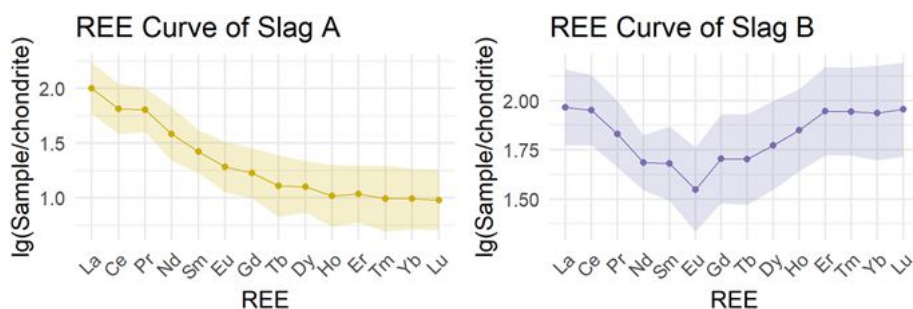 REE Curve of Slag A
lg(Sample/chondrite)
2.0
1.5
1.0
La Ce Pr Nd Sm Eu Gd Tb Dy Ho Er Tm Yb Lu
REE
REE Curve of Slag B
lg(Sample/chondrite)
2.00
1.75
1.50
La Ce Pr Nd Sm Eu Gd Tb Dy Ho Er Tm Yb Lu
REE